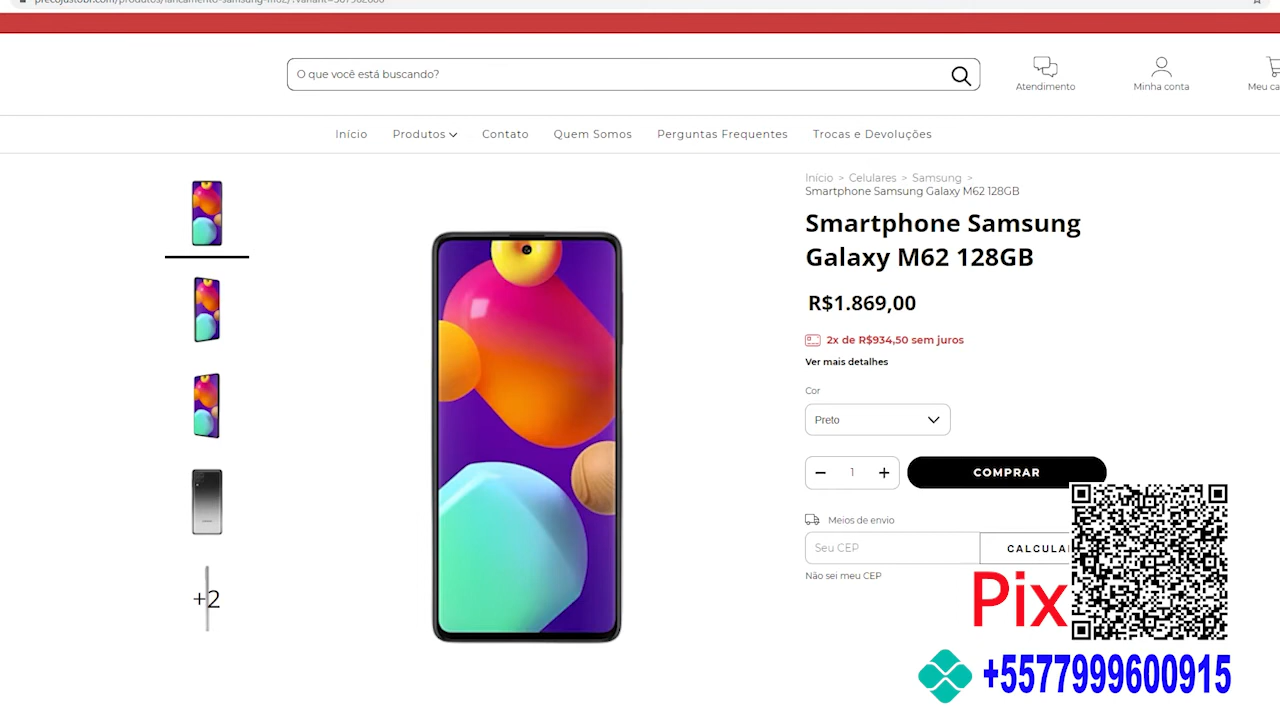 O que você está buscando?
Atendimento
Minha conta
Meu ca
Início
Produtos
Contato
Quem Somos
Perguntas Frequentes
Trocas e Devoluções
Início > Celulares > Samsung >
Smartphone Samsung Galaxy M62 128GB
Smartphone Samsung
Galaxy M62 128GB
R$1.869,00
2x de R$934,50 sem juros
Ver mais detalhes
Cor
Preto
1
COMPRAR
Meios de envio
Seu CEP
CALCULA
Não sei meu CEP
+2
Pix
+5577999600915